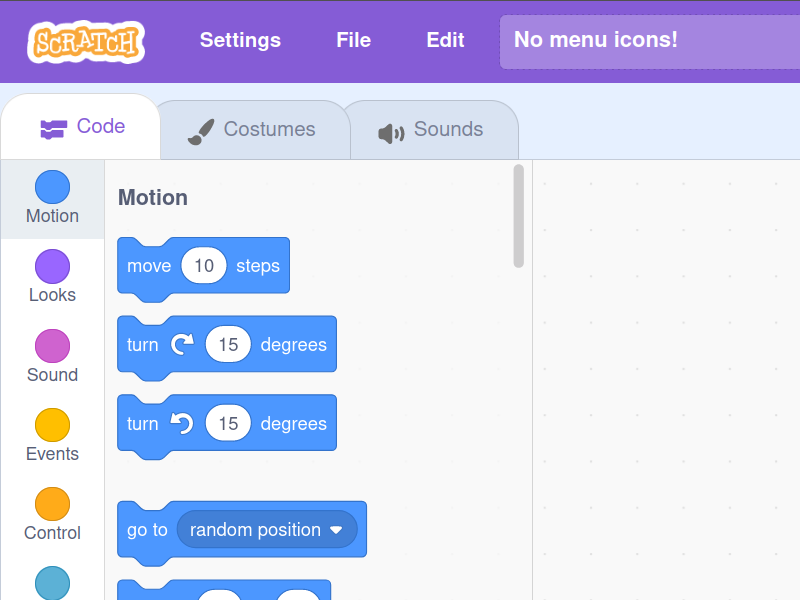 SCRATCH Settings File Edit No menu icons!
Code Costumes Sounds
Motion
Looks
Sound
Events
Control
Motion
move 10 steps
turn 15 degrees
turn 15 degrees
go to random position